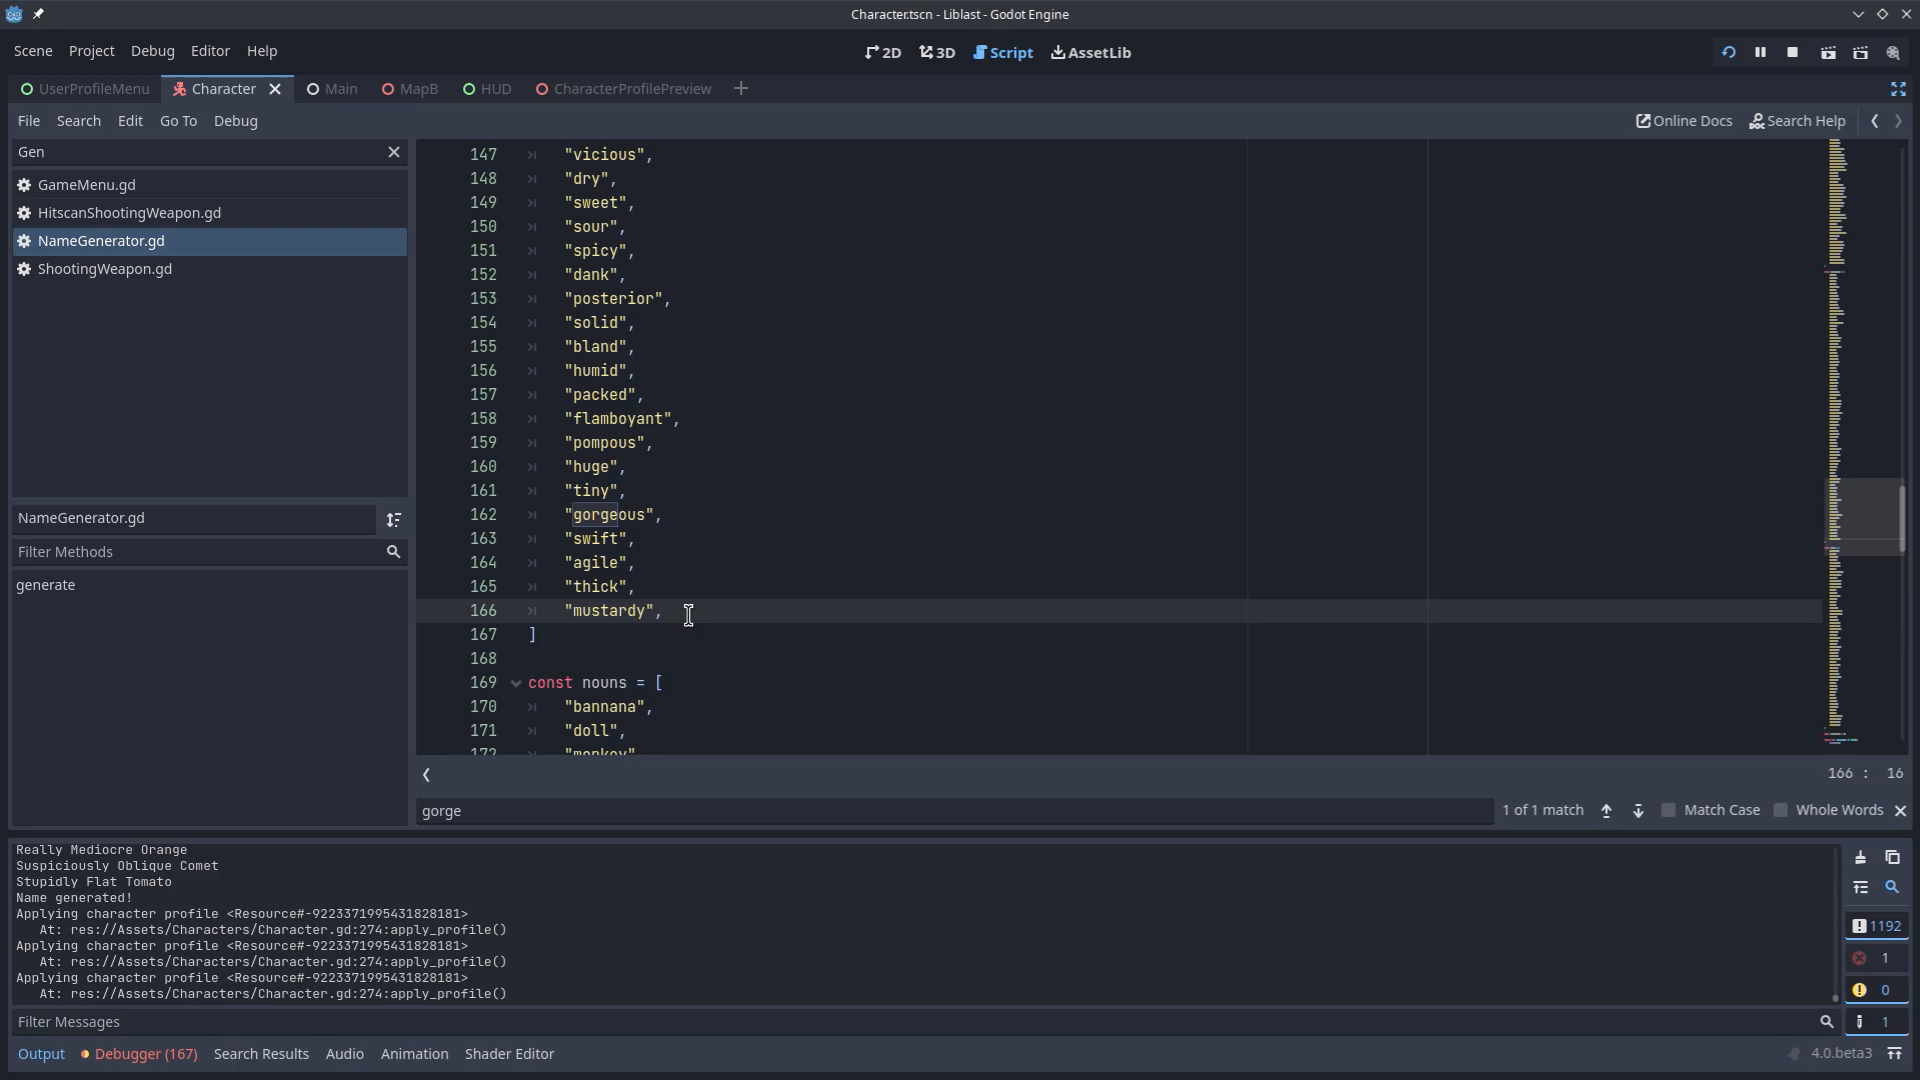 Character.tscn - Liblast - Godot Engine
Scene Project Debug Editor Help
2D 3D Script AssetLib
UserProfileMenu Character Main MapB HUD CharacterProfilePreview
File Search Edit Go To Debug
Online Docs Search Help
Gen
GameMenu.gd
HitscanShootingWeapon.gd
NameGenerator.gd
ShootingWeapon.gd
NameGenerator.gd
Filter Methods
generate
147 "vicious",
148 "dry",
149 "sweet",
150 "sour",
151 "spicy",
152 "dank",
153 "posterior",
154 "solid",
155 "bland",
156 "humid",
157 "packed",
158 "flamboyant",
159 "pompous",
160 "huge",
161 "tiny",
162 "gorgeous",
163 "swift",
164 "agile",
165 "thick",
166 "mustardy",
167 ]
168
169 const nouns = [
170 "bannana",
171 "doll",
172 "monkey"
166 : 16
gorge
1 of 1 match Match Case Whole Words
Really Mediocre Orange
Suspiciously Oblique Comet
Stupidly Flat Tomato
Name generated!
Applying character profile <Resource#-9223371995431828181>
At: res://Assets/Characters/Character.gd:274:apply_profile()
Applying character profile <Resource#-9223371995431828181>
At: res://Assets/Characters/Character.gd:274:apply_profile()
Applying character profile <Resource#-9223371995431828181>
At: res://Assets/Characters/Character.gd:274:apply_profile()
1192
1
0
1
Filter Messages
Output Debugger (167) Search Results Audio Animation Shader Editor
4.0.beta3